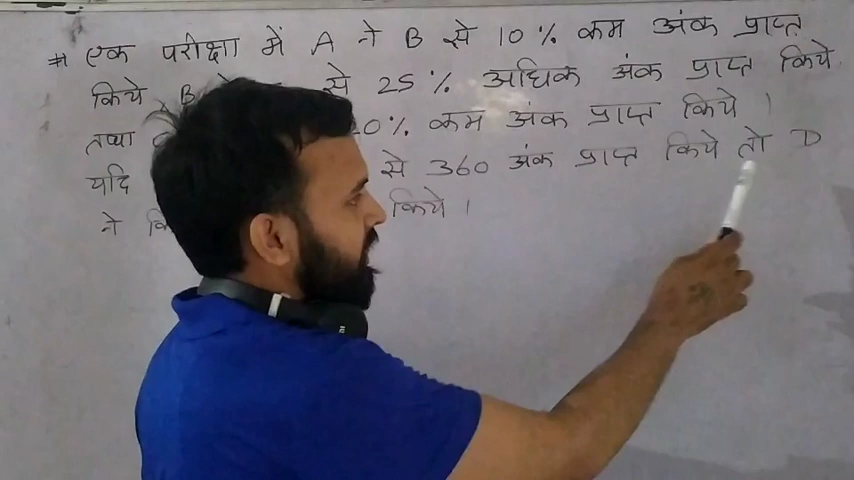 # एक परीक्षा में A ने B से 10 % कम अंक प्राप्त
किये B से 25 % अधिक अंक प्राप्त किये
तथा 0% कम अंक प्राप्त किये ।
यदि से 360 अंक प्राप्त किये तो D
ने किये ।